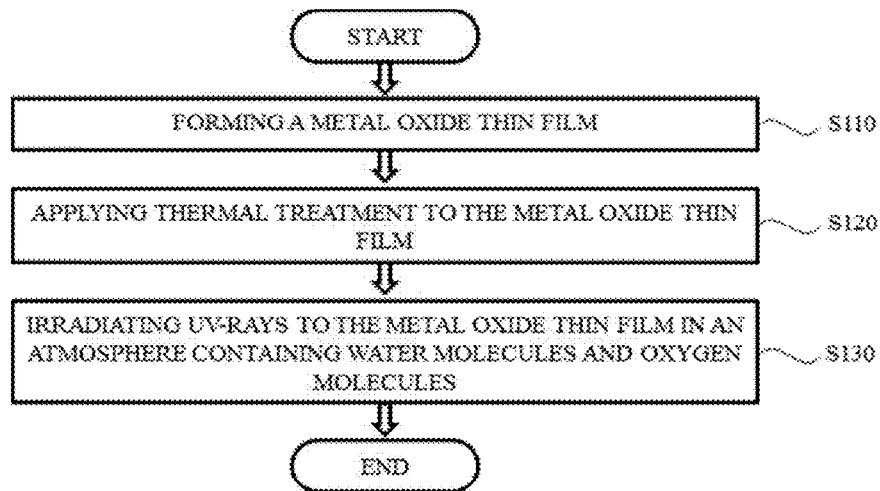 START
FORMING A METAL OXIDE THIN FILM
S110
APPLYING THERMAL TREATMENT TO THE METAL OXIDE THIN
FILM
S120
IRRADIATING UV-RAYS TO THE METAL OXIDE THIN FILM IN AN
ATMOSPHERE CONTAINING WATER MOLECULES AND OXYGEN
MOLECULES
S130
END